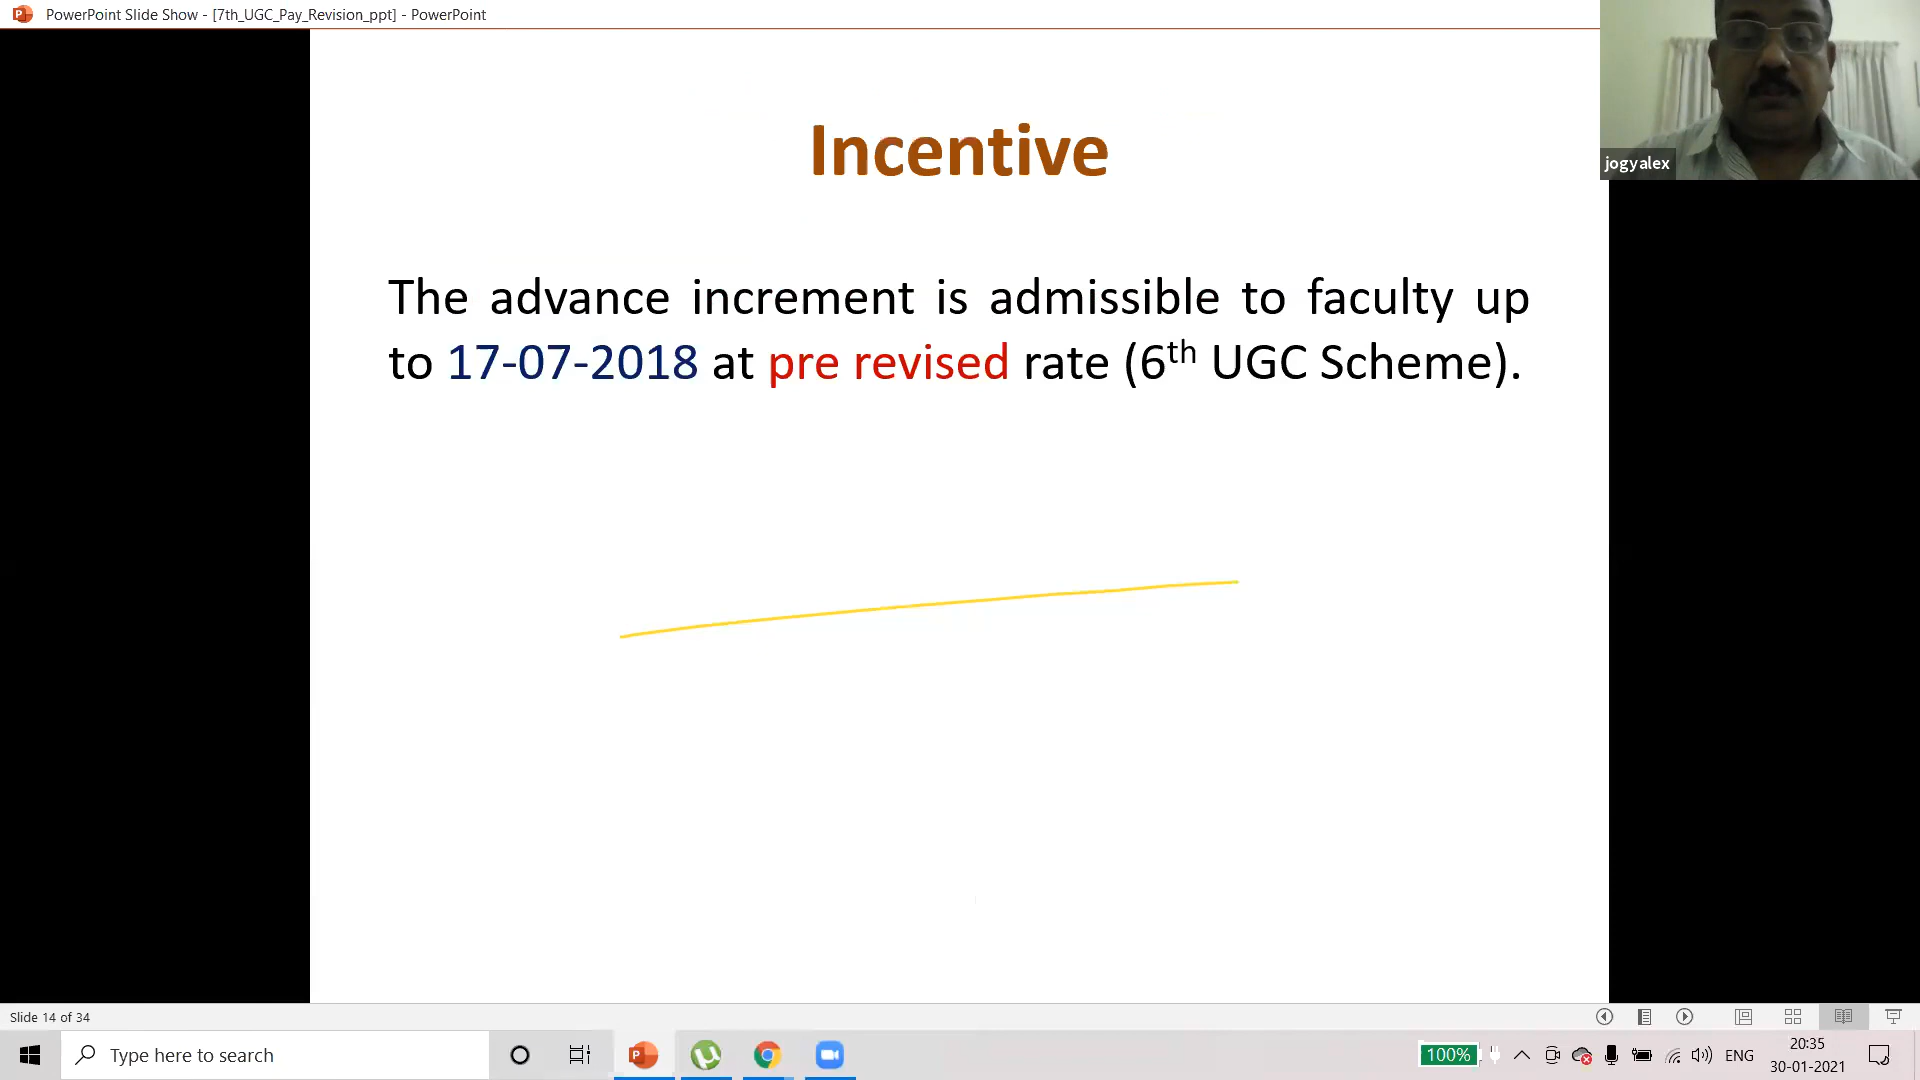 PowerPoint Slide Show - [7th_UGC_Pay_Revision_ppt] - PowerPoint
jogyalex
Incentive
The advance increment is admissible to faculty up
to 17-07-2018 at pre revised rate (6th UGC Scheme).
Slide 14 of 34
Type here to search
100%
ENG
20:35
30-01-2021